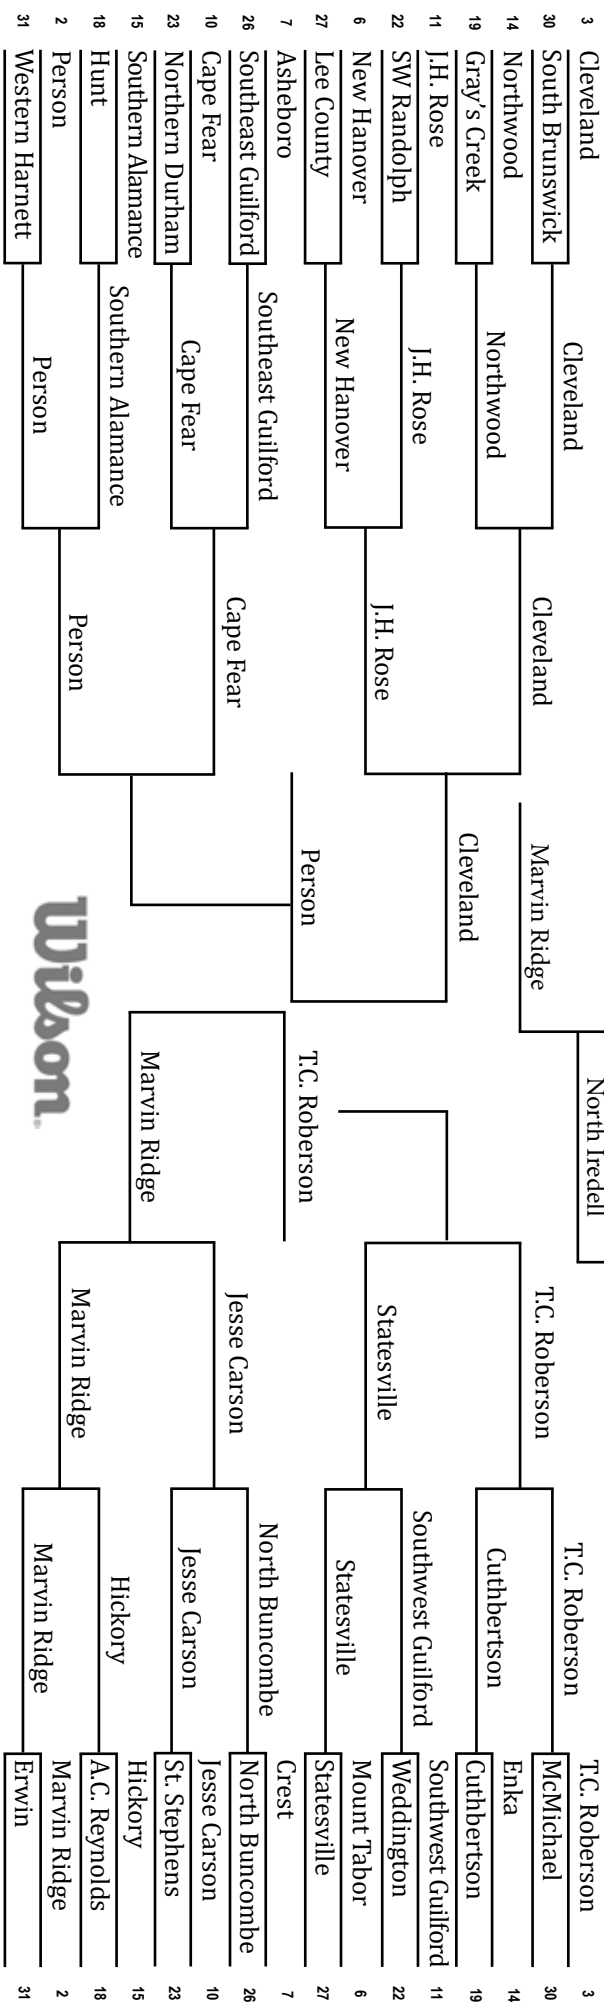 3 Cleveland
30 South Brunswick
14 Northwood
19 Gray's Creek
11 J.H. Rose
22 SW Randolph
6 New Hanover
27 Lee County
7 Asheboro
26 Southeast Guilford
10 Cape Fear
23 Northern Durham
15 Southern Alamance
18 Hunt
2 Person
31 Western Harnett
Cleveland
Northwood
J.H. Rose
New Hanover
Southeast Guilford
Cape Fear
Southern Alamance
Person
Cleveland
J.H. Rose
Cape Fear
Person
Cleveland
Person
Marvin Ridge
North Iredell
Wilson
T.C. Roberson
Marvin Ridge
T.C. Roberson
Statesville
Jesse Carson
Marvin Ridge
T.C. Roberson
Cuthbertson
Southwest Guilford
Statesville
North Buncombe
Jesse Carson
Hickory
Marvin Ridge
T.C. Roberson 3
McMichael 30
Enka 14
Cuthbertson 19
Southwest Guilford 11
Weddington 22
Mount Tabor 6
Statesville 27
Crest 7
North Buncombe 26
Jesse Carson 10
St. Stephens 23
Hickory 15
A.C. Reynolds 18
Marvin Ridge 2
Erwin 31